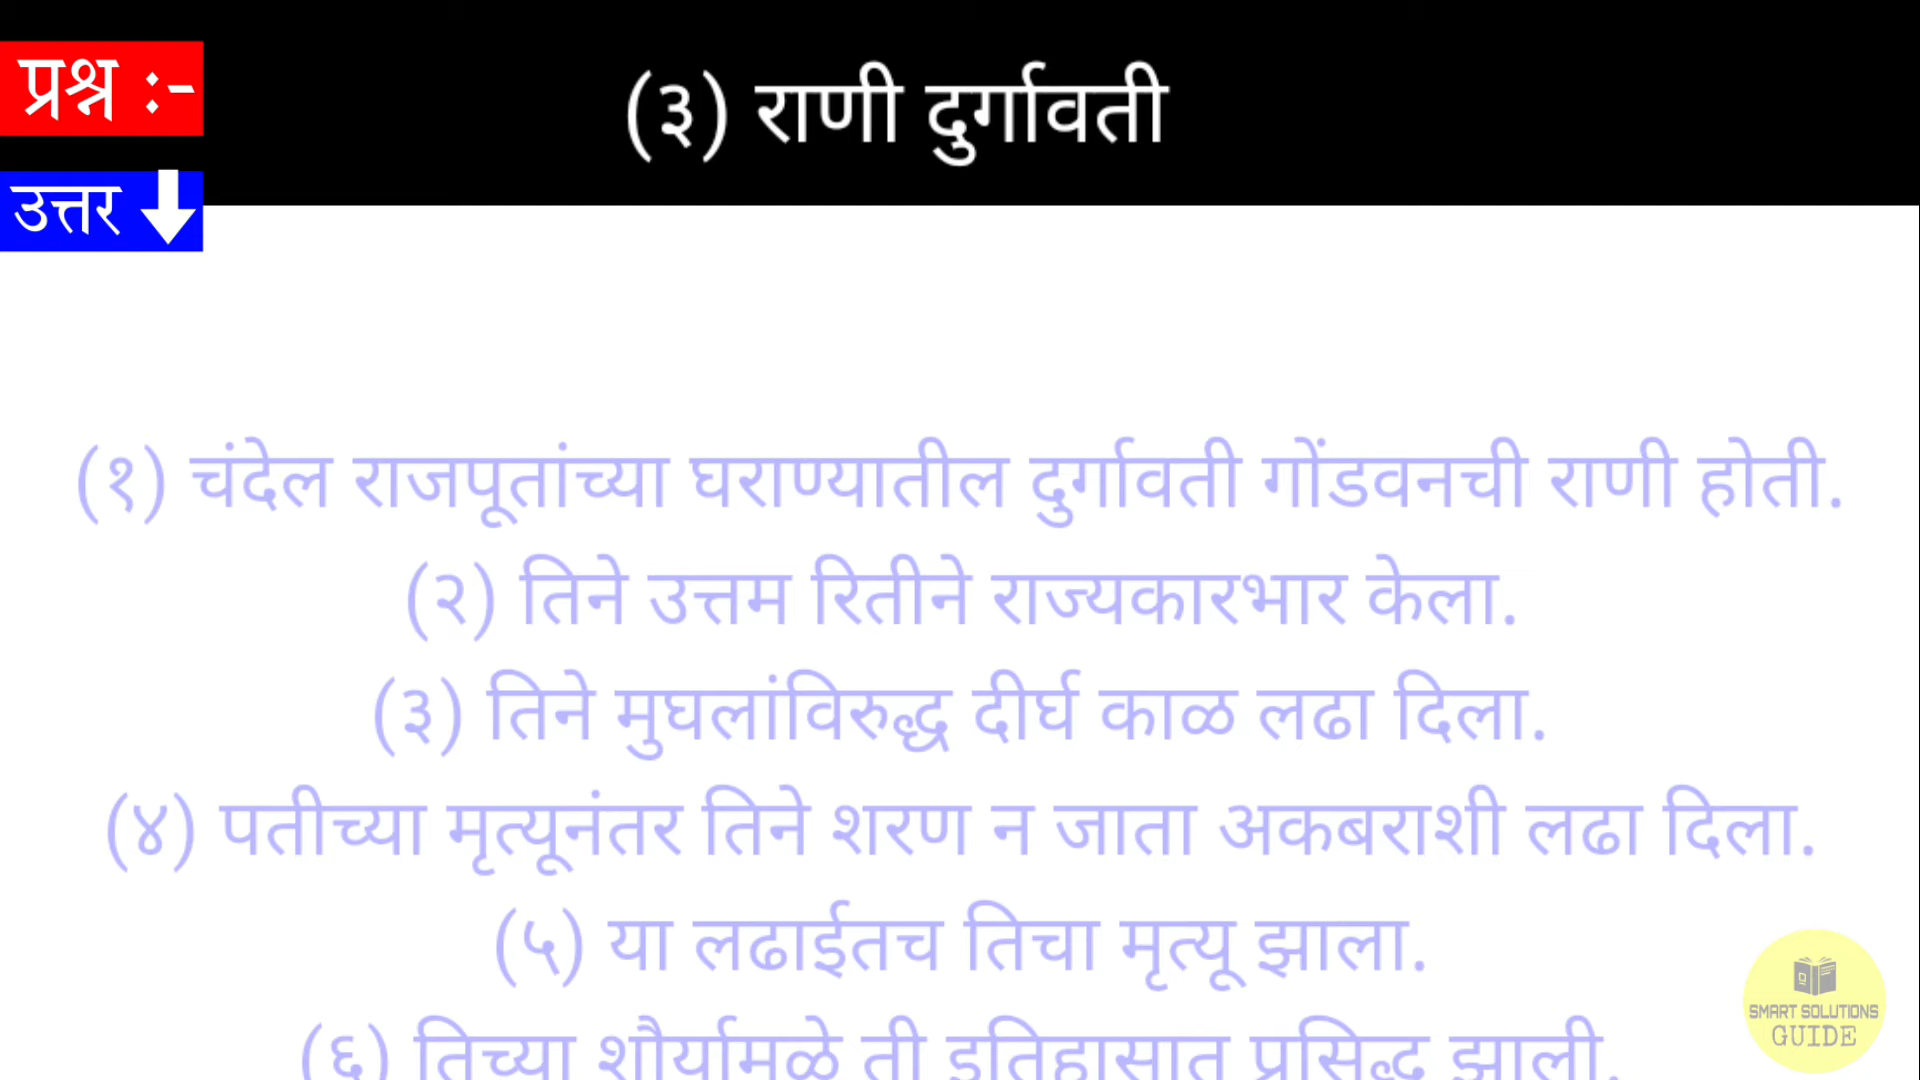 प्रश्न :-
(३) राणी दुर्गावती
उत्तर
(१) चंदेल राजपूतांच्या घराण्यातील दुर्गावती गोंडवनची राणी होती.
(२) तिने उत्तम रितीने राज्यकारभार केला.
(३) तिने मुघलांविरुद्ध दीर्घ काळ लढा दिला.
(४) पतीच्या मृत्यूनंतर तिने शरण न जाता अकबराशी लढा दिला.
(५) या लढाईतच तिचा मृत्यू झाला.
(६) तिच्या शौर्यामुळे ती इतिहासात प्रसिद्ध झाली.
SMART SOLUTIONS
GUIDE